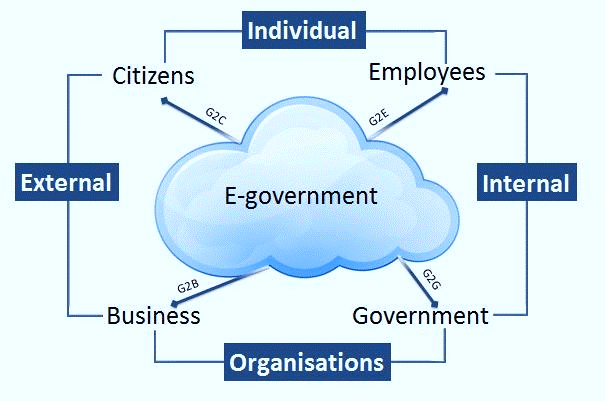 Individual
Citizens
Employees
G2C
G2E
External
E-government
Internal
G2B
G2G
Business
Government
Organisations